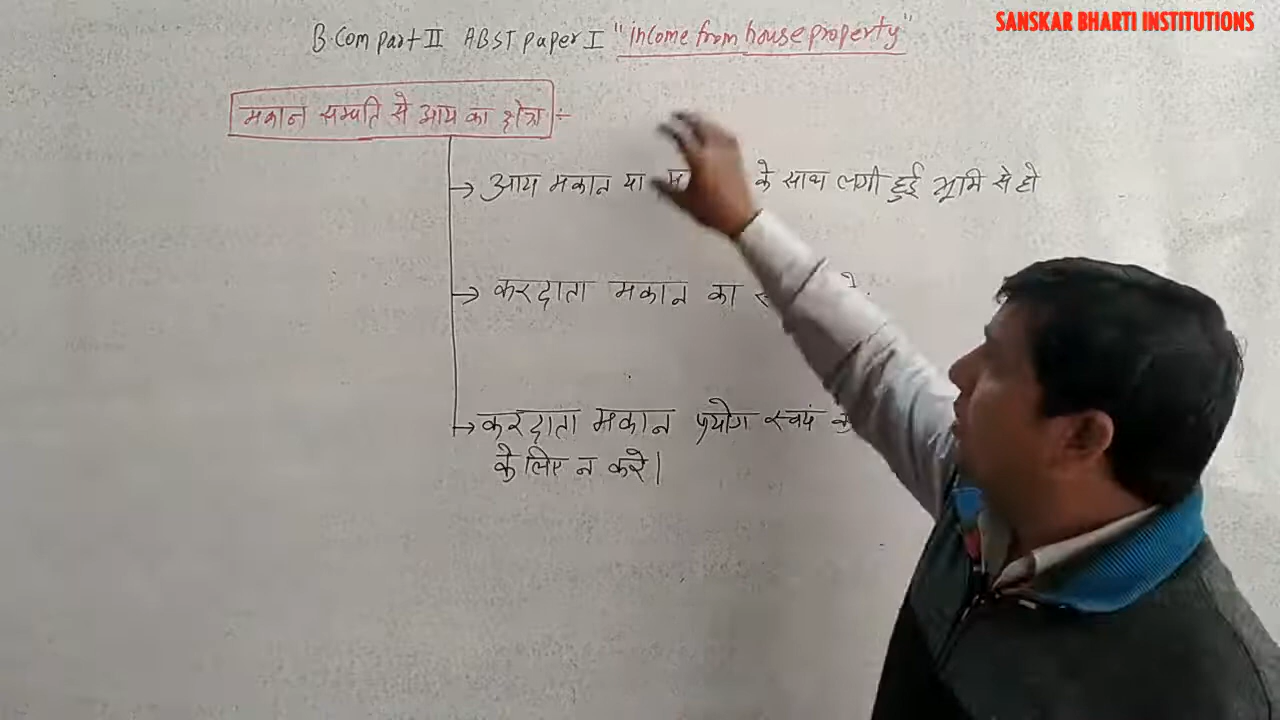 SANSKAR BHARTI INSTITUTIONS
B.Com part II ABST paper I "income from house property"
मकान सम्पति से आय का क्षेत्र :-
आय मकान या के साथ लगी हुई भूमि से हो
करदाता मकान का
करदाता मकान प्रयोग स्वयं
के लिए न करे।